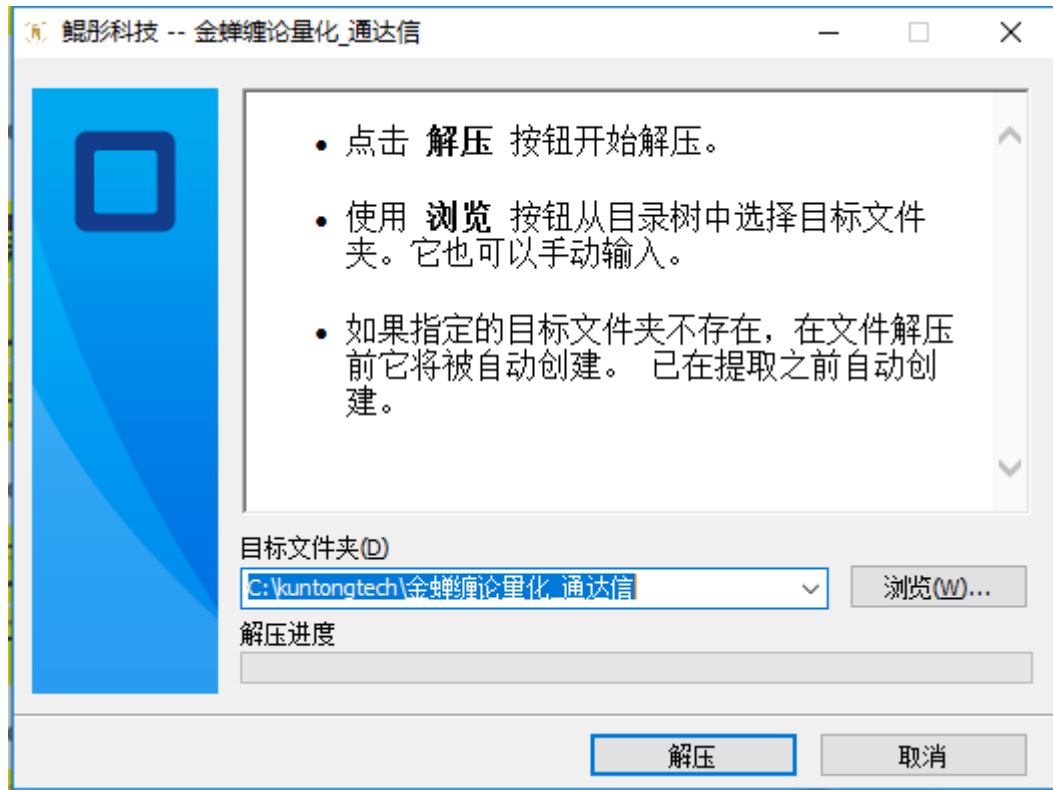 鲲彤科技 -- 金蝉缠论量化_通达信
点击 解压 按钮开始解压。
使用 浏览 按钮从目录树中选择目标文件
夹。它也可以手动输入。
如果指定的目标文件夹不存在，在文件解压
前它将被自动创建。 已在提取之前自动创
建。
目标文件夹(D)
C:\kuntongtech\金蝉缠论量化_通达信
浏览(W)...
解压进度
解压
取消